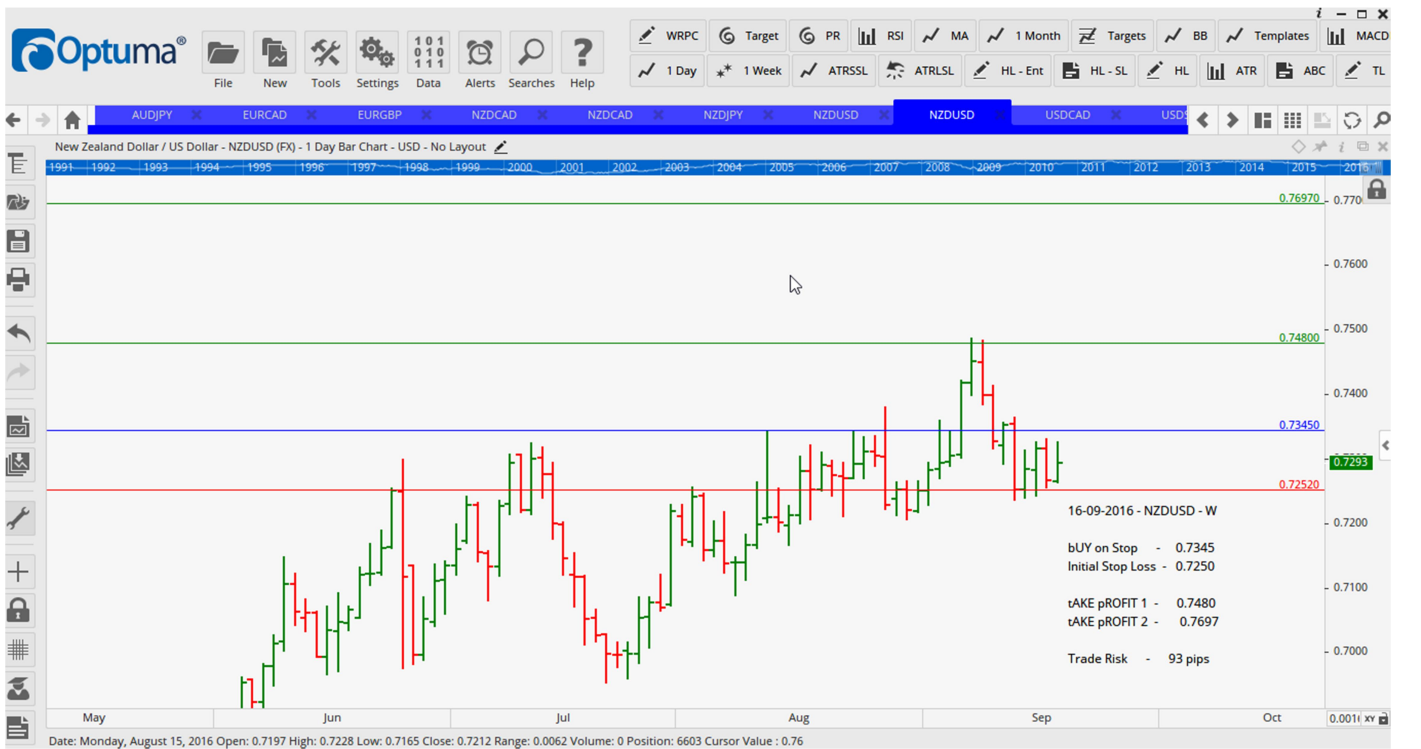 Optuma®
File New Tools Settings Data Alerts Searches Help
WRPC Target PR RSI MA 1 Month Targets BB Templates MACD
1 Day 1 Week ATRSSL ATRLSL HL - Ent HL - SL HL ATR ABC TL
AUDJPY EURCAD EURGBP NZDCAD NZDCAD NZDJPY NZDUSD NZDUSD USDCAD
New Zealand Dollar / US Dollar - NZDUSD (FX) - 1 Day Bar Chart - USD - No Layout
1991 1992 1993 1994 1995 1996 1997 1998 1999 2000 2001 2002 2003 2004 2005 2006 2007 2008 2009 2010 2011 2012 2013 2014 2015 2016
0.76970
0.770
0.7600
0.7500
0.74800
0.7400
0.73450
0.7293
0.72520
0.7200
0.7100
0.7000
16-09-2016 - NZDUSD - W
bUY on Stop - 0.7345
Initial Stop Loss - 0.7250
tAKE pROFIT 1 - 0.7480
tAKE pROFIT 2 - 0.7697
Trade Risk - 93 pips
May Jun Jul Aug Sep Oct XY
Date: Monday, August 15, 2016 Open: 0.7197 High: 0.7228 Low: 0.7165 Close: 0.7212 Range: 0.0062 Volume: 0 Position: 6603 Cursor Value : 0.76